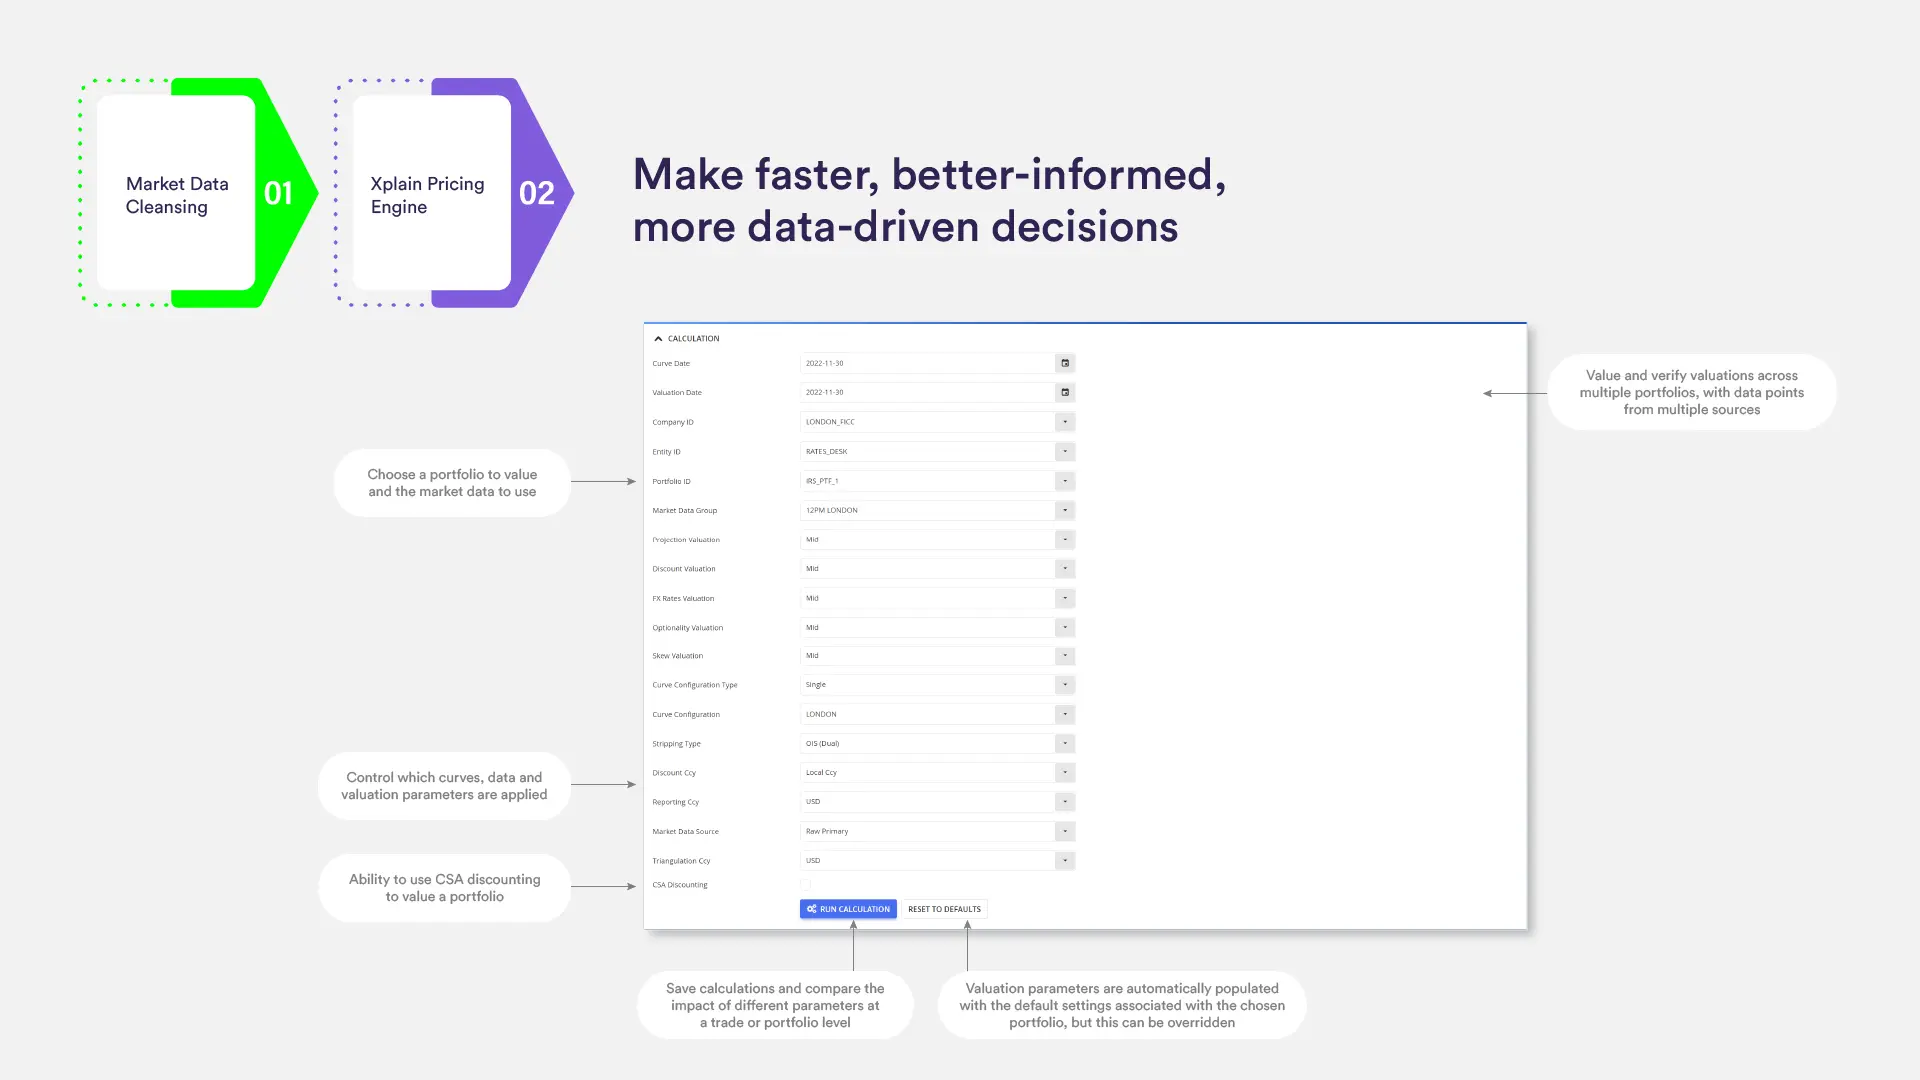 Market Data
Cleansing
01
Xplain Pricing
Engine
02
Make faster, better-informed,
more data-driven decisions
CALCULATION
Curve Date
2022-11-30
Valuation Date
2022-11-30
Company ID
LONDON_FICC
Entity ID
RATES_DESK
Portfolio ID
IRS_PTF_1
Market Data Group
12PM LONDON
Projection Valuation
Mid
Discount Valuation
Mid
FX Rates Valuation
Mid
Optionality Valuation
Mid
Skew Valuation
Mid
Curve Configuration Type
Single
Curve Configuration
LONDON
Stripping Type
OIS (Dual)
Discount Ccy
Local Ccy
Reporting Ccy
USD
Market Data Source
Raw Primary
Triangulation Ccy
USD
CSA Discounting
RUN CALCULATION
RESET TO DEFAULTS
Value and verify valuations across
multiple portfolios, with data points
from multiple sources
Choose a portfolio to value
and the market data to use
Control which curves, data and
valuation parameters are applied
Ability to use CSA discounting
to value a portfolio
Save calculations and compare the
impact of different parameters at
a trade or portfolio level
Valuation parameters are automatically populated
with the default settings associated with the chosen
portfolio, but this can be overridden